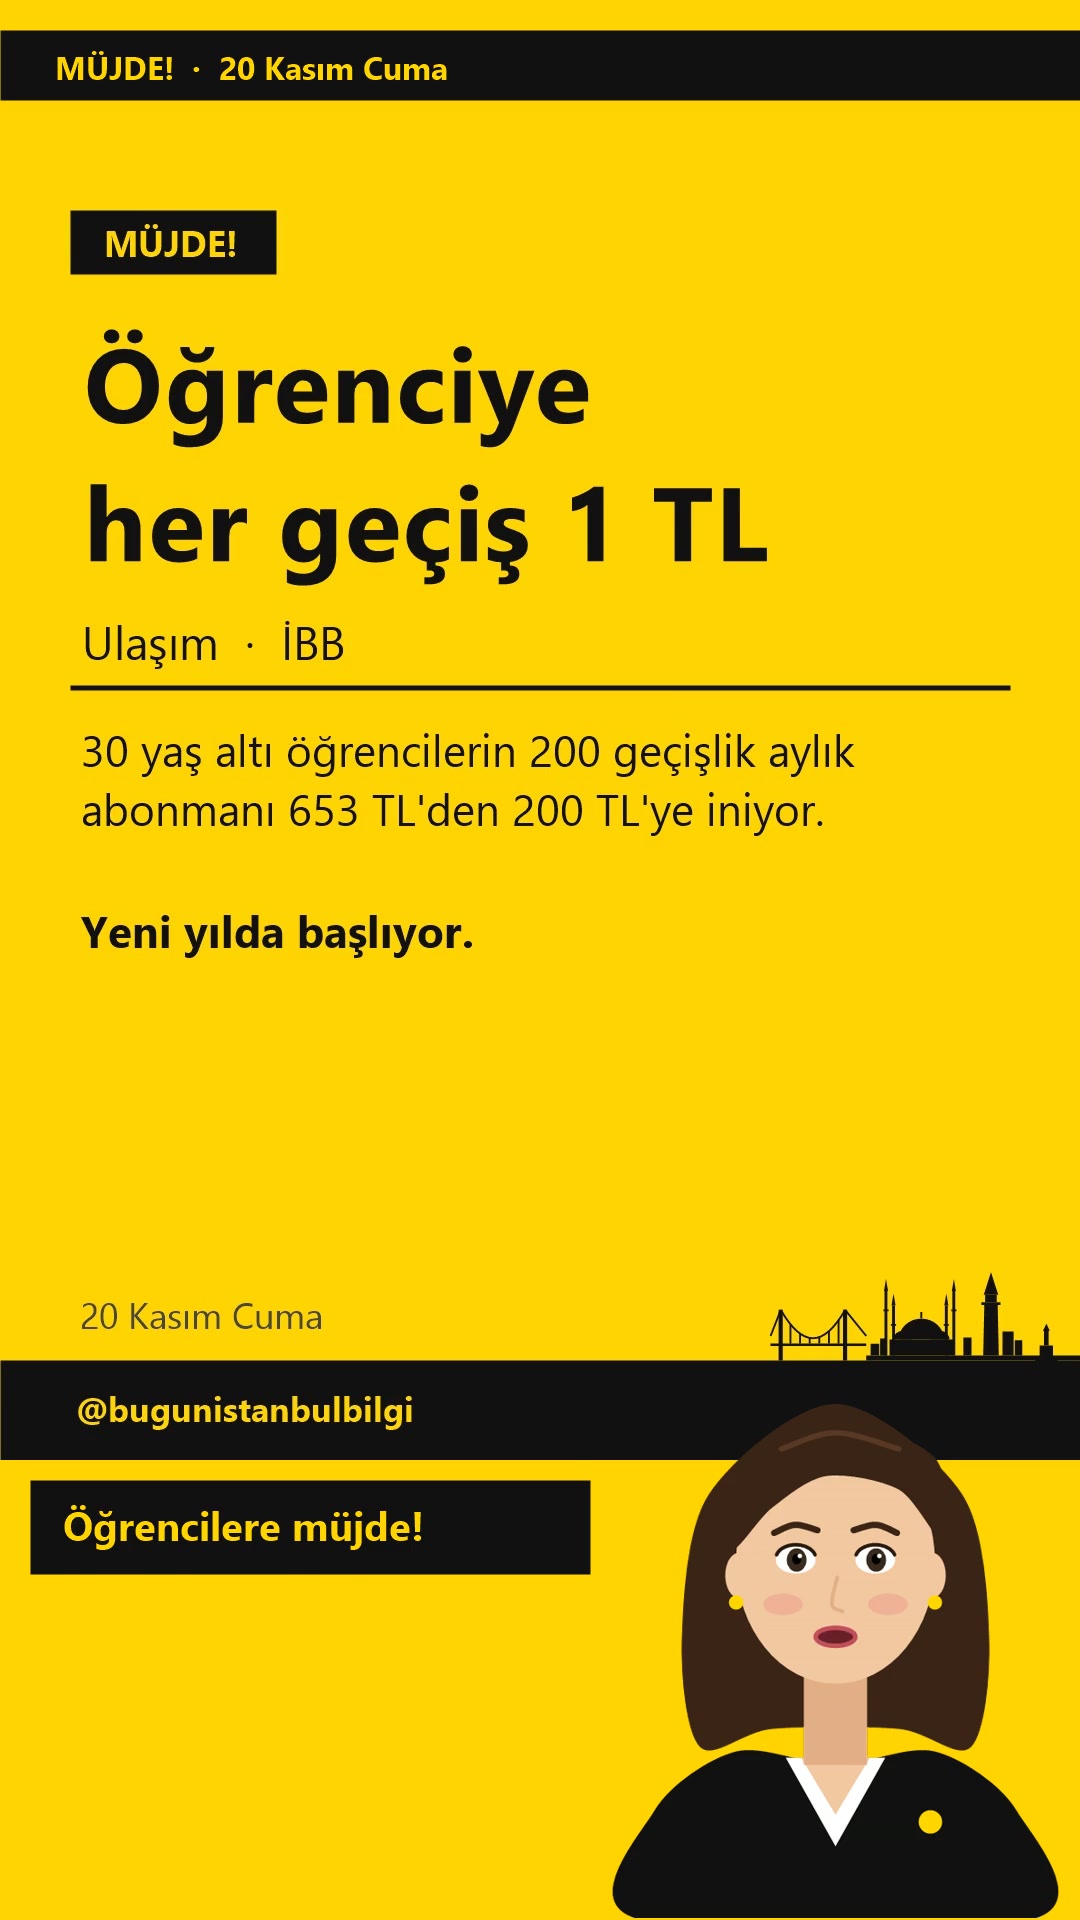 MÜJDE! · 20 Kasım Cuma
MÜJDE!
Öğrenciye
her geçiş 1 TL
Ulaşım · İBB
30 yaş altı öğrencilerin 200 geçişlik aylık
abonmanı 653 TL'den 200 TL'ye iniyor.
Yeni yılda başlıyor.
20 Kasım Cuma
@bugunistanbulbilgi
Öğrencilere müjde!